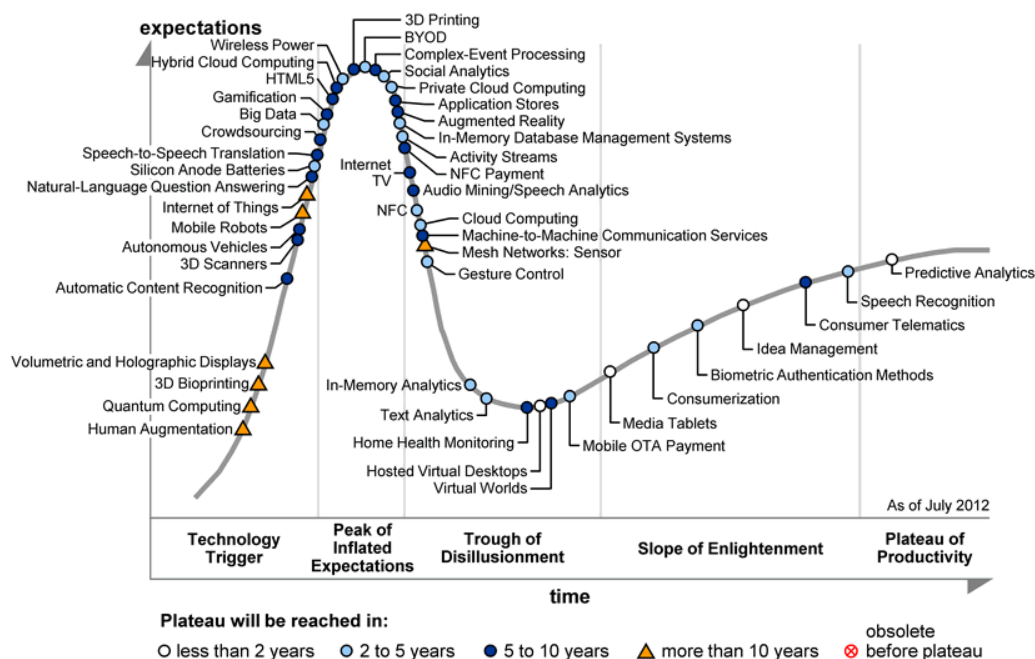 expectations
3D Printing
BYOD
Wireless Power
Complex-Event Processing
Hybrid Cloud Computing
Social Analytics
HTML5
Private Cloud Computing
Gamification
Application Stores
Big Data
Augmented Reality
Crowdsourcing
In-Memory Database Management Systems
Speech-to-Speech Translation
Activity Streams
Silicon Anode Batteries
NFC Payment
Internet
TV
Natural-Language Question Answering
Audio Mining/Speech Analytics
Internet of Things
NFC
Mobile Robots
Cloud Computing
Autonomous Vehicles
Machine-to-Machine Communication Services
3D Scanners
Mesh Networks: Sensor
Automatic Content Recognition
Gesture Control
Predictive Analytics
Speech Recognition
Consumer Telematics
Idea Management
Volumetric and Holographic Displays
3D Bioprinting
Quantum Computing
Human Augmentation
In-Memory Analytics
Text Analytics
Home Health Monitoring
Hosted Virtual Desktops
Virtual Worlds
Biometric Authentication Methods
Consumerization
Media Tablets
Mobile OTA Payment
As of July 2012
Technology
Trigger
Peak of
Inflated
Expectations
Trough of
Disillusionment
Slope of Enlightenment
Plateau of
Productivity
time
Plateau will be reached in:
less than 2 years
2 to 5 years
5 to 10 years
more than 10 years
obsolete
before plateau